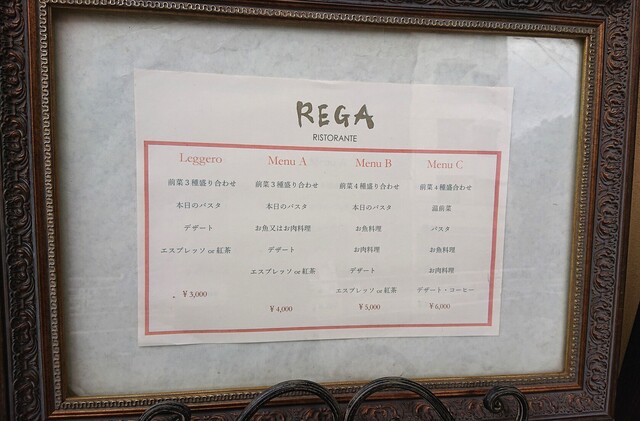 REGA
RISTORANTE
Leggero
前菜3種盛り合わせ
本日のパスタ
デザート
エスプレッソ or 紅茶
¥3,000
Menu A
前菜3種盛り合わせ
本日のパスタ
お魚又はお肉料理
デザート
エスプレッソ or 紅茶
¥4,000
Menu B
前菜4種盛り合わせ
本日のパスタ
お魚料理
お肉料理
デザート
エスプレッソ or 紅茶
¥5,000
Menu C
前菜4種盛合わせ
温前菜
パスタ
お魚料理
お肉料理
デザート・コーヒー
¥6,000